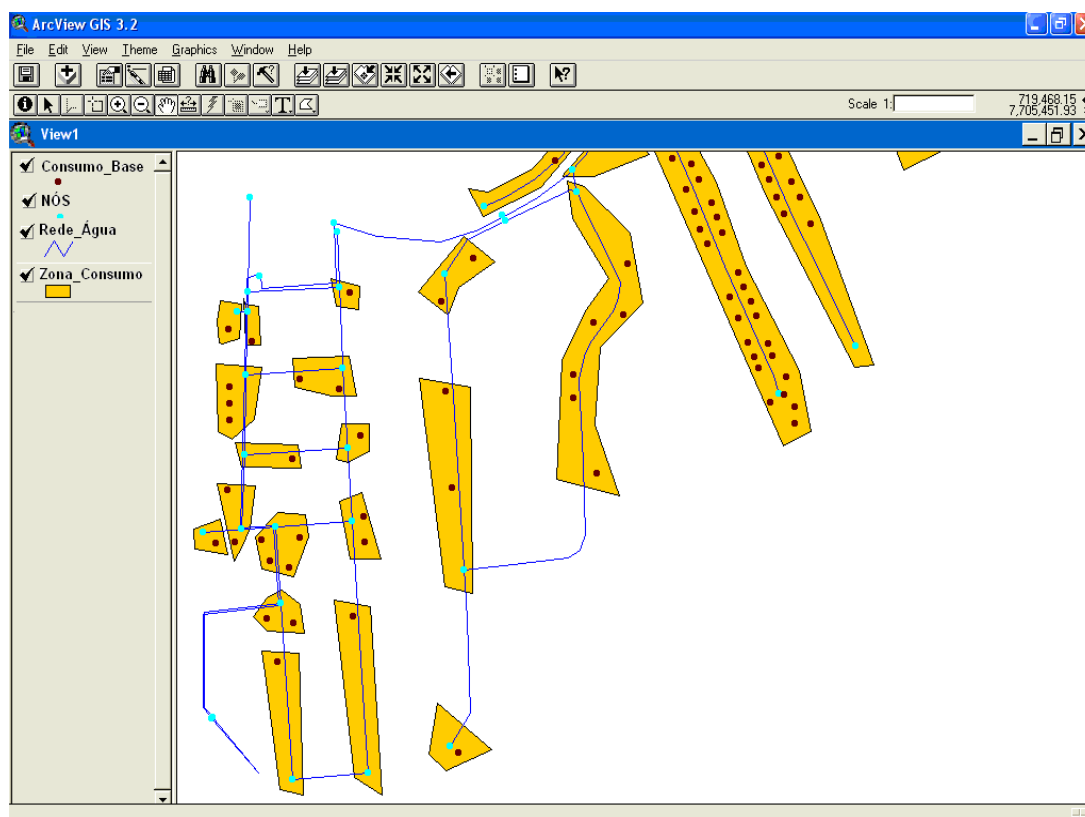 ArcView GIS 3.2
File Edit View Theme Graphics Window Help
Scale 1: 719,468.15
7,705,451.93
View1
Consumo_Base
NÓS
Rede_Água
Zona_Consumo